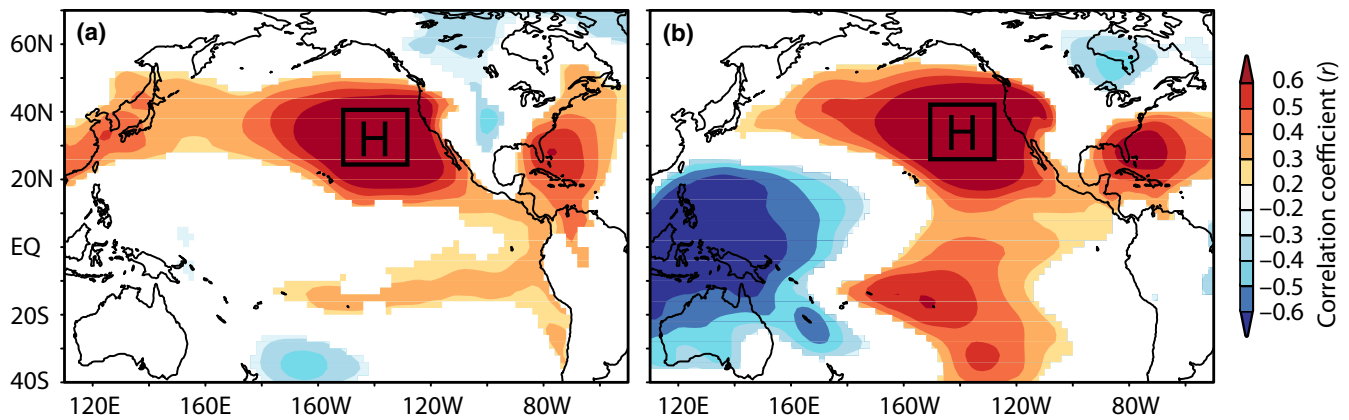 (a)
(b)
60N
40N
20N
EQ
20S
40S
H
H
120E 160E 160W 120W 80W
120E 160E 160W 120W 80W
0.6
0.5
0.4
0.3
0.2
–0.2
–0.3
–0.4
–0.5
–0.6
Correlation coefficient (r)